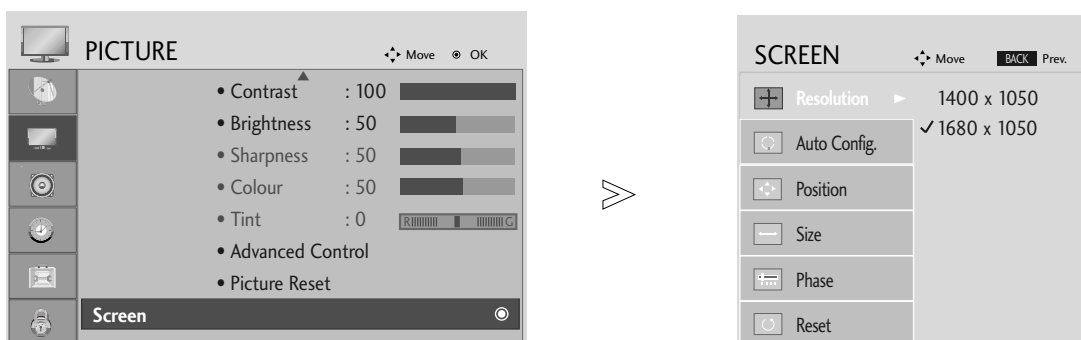 PICTURE Move OK
• Contrast : 100
• Brightness : 50
• Sharpness : 50
• Colour : 50
• Tint : 0 R G
• Advanced Control
• Picture Reset
Screen
SCREEN Move BACK Prev.
Resolution 1400 x 1050
✓ 1680 x 1050
Auto Config.
Position
Size
Phase
Reset